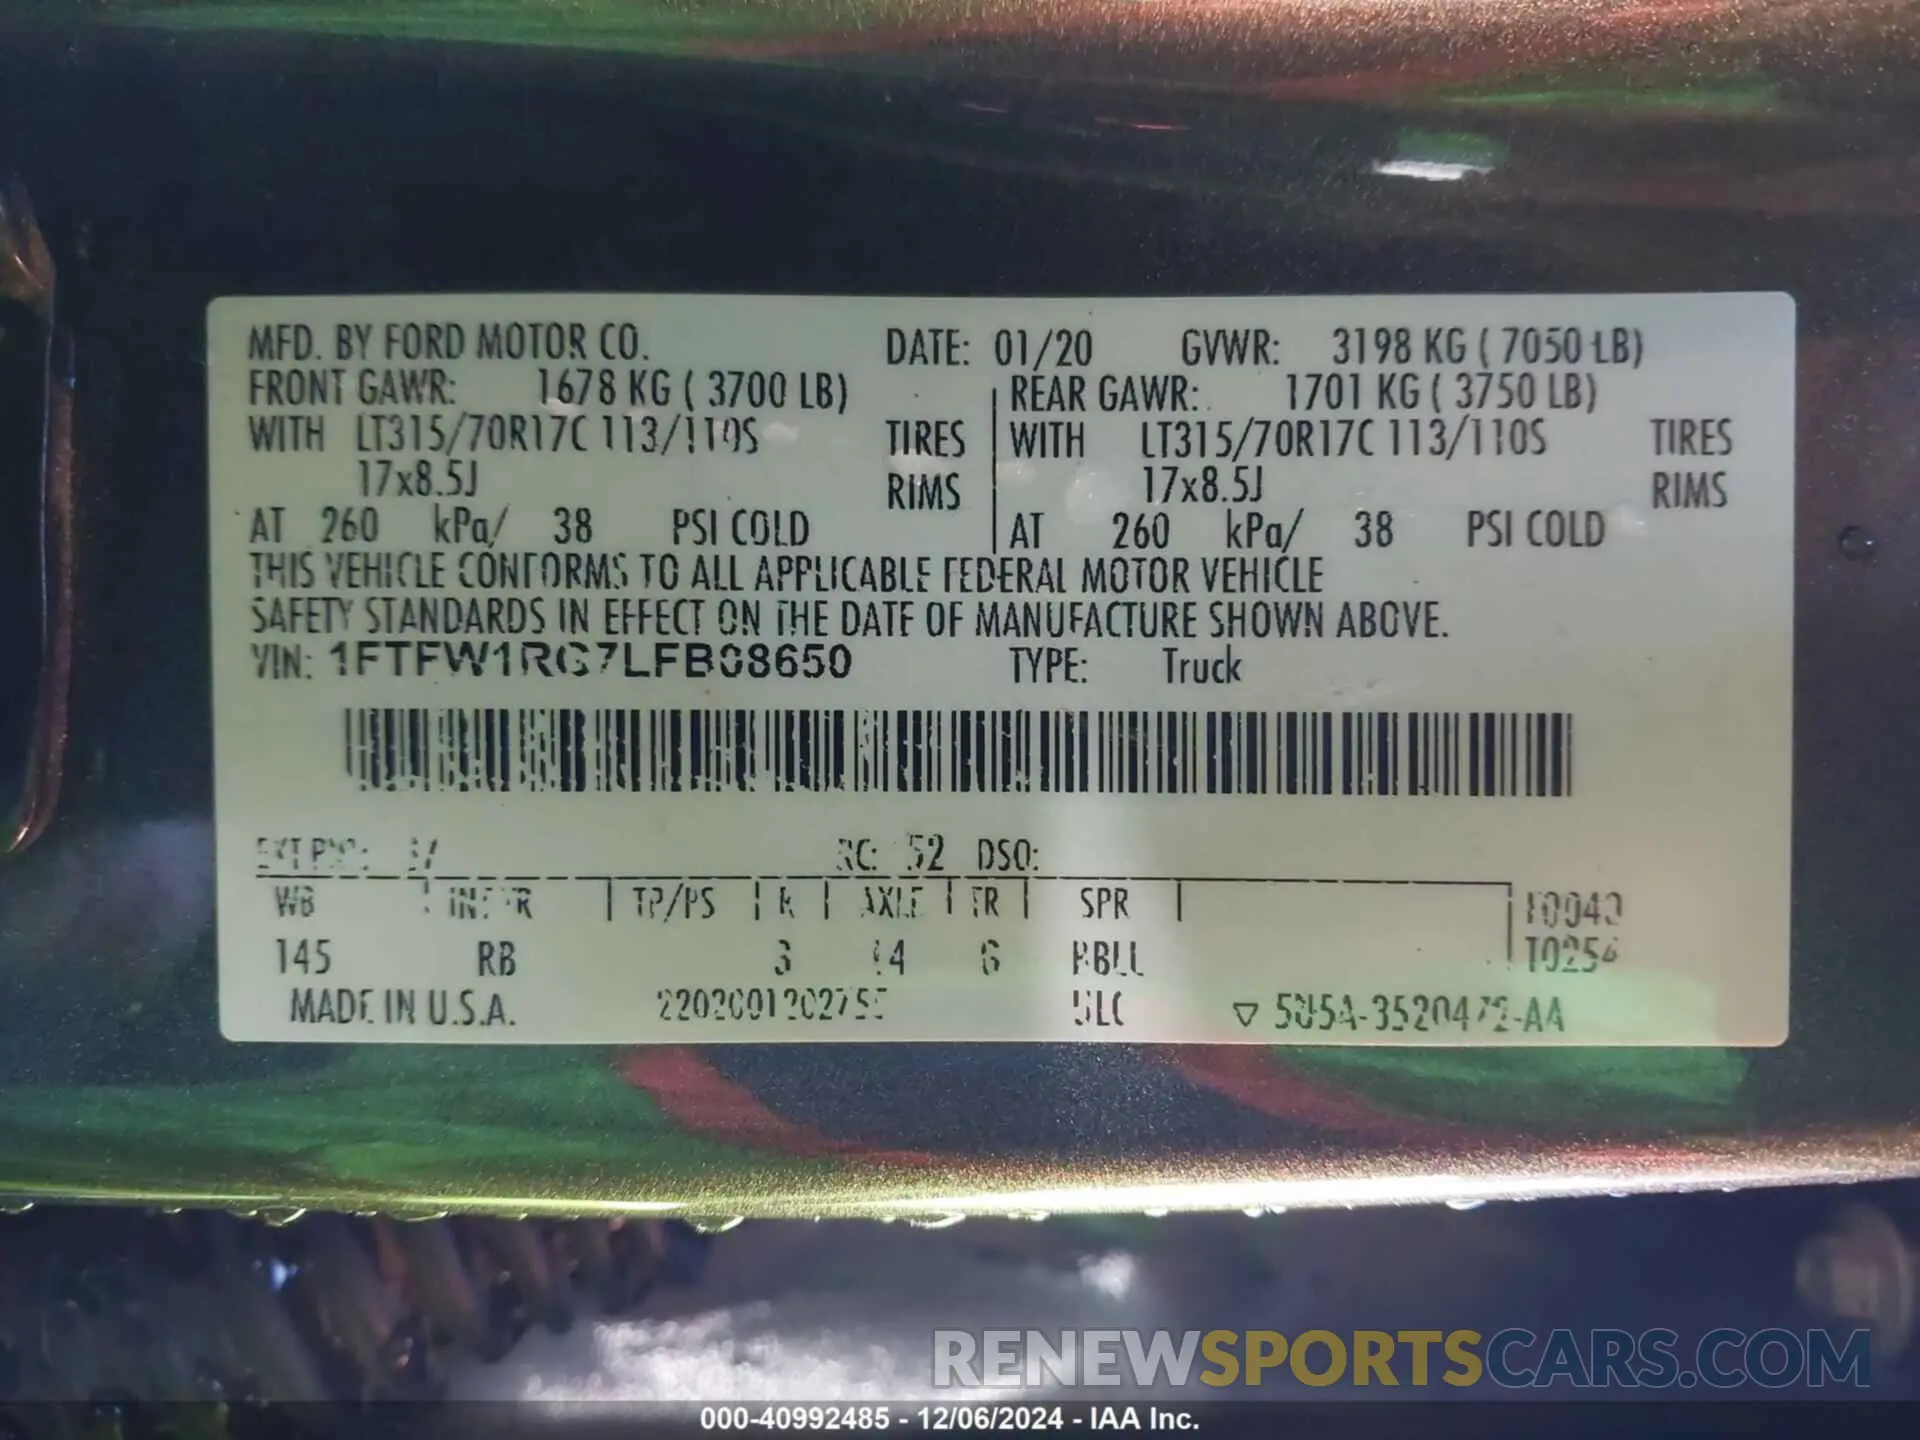 MFD. BY FORD MOTOR CO. DATE: 01/20 GVWR: 3198 KG ( 7050 LB)
FRONT GAWR: 1678 KG ( 3700 LB) REAR GAWR: 1701 KG ( 3750 LB)
WITH LT315/70R17C 113/110S TIRES WITH LT315/70R17C 113/110S TIRES
17x8.5J RIMS 17x8.5J RIMS
AT 260 kPa/ 38 PSI COLD AT 260 kPa/ 38 PSI COLD
THIS VEHICLE CONFORMS TO ALL APPLICABLE FEDERAL MOTOR VEHICLE
SAFETY STANDARDS IN EFFECT ON THE DATE OF MANUFACTURE SHOWN ABOVE.
VIN: 1FTFW1RG7LFB08650 TYPE: Truck
EXT PNT: RC: 52 DSO:
WB INT TR TP/PS R AXLE TR SPR
145 RB 3 6
MADE IN U.S.A. ▽
RENEWSPORTSCARS.COM
000-40992485 - 12/06/2024 - IAA Inc.